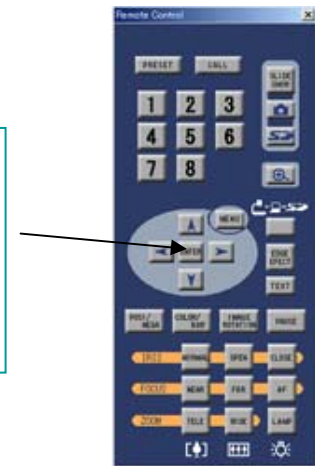 Remote Control
PRESET CALL
SLIDE SHOW
1 2 3
4 5 6
7 8
MENU
ENTER
EDGE EFECT
TEXT
POSI/NEGA COLOR/B&W IMAGE ROTATION PAUSE
IRIS NORMAL OPEN CLOSE
FOCUS NEAR FAR AF
ZOOM TELE WIDE LAMP